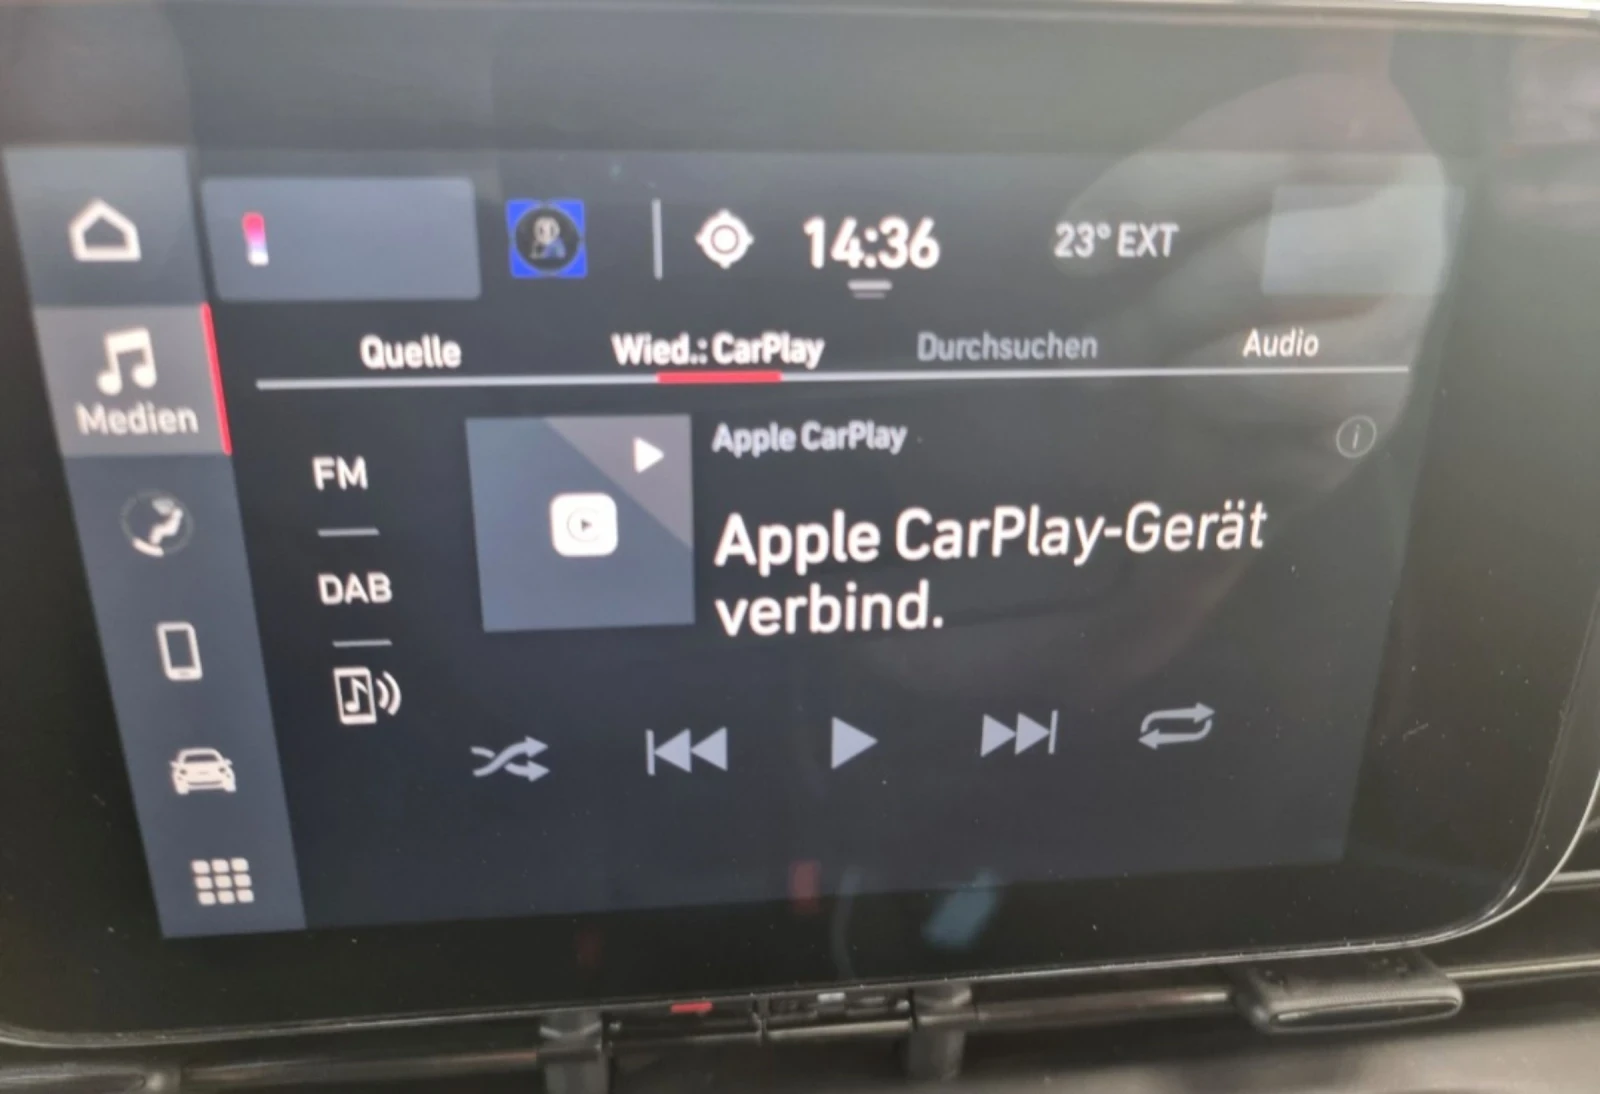 14:36
23° EXT
Quelle
Wied.: CarPlay
Durchsuchen
Audio
Medien
Apple CarPlay
FM
Apple CarPlay-Gerät
verbind.
DAB